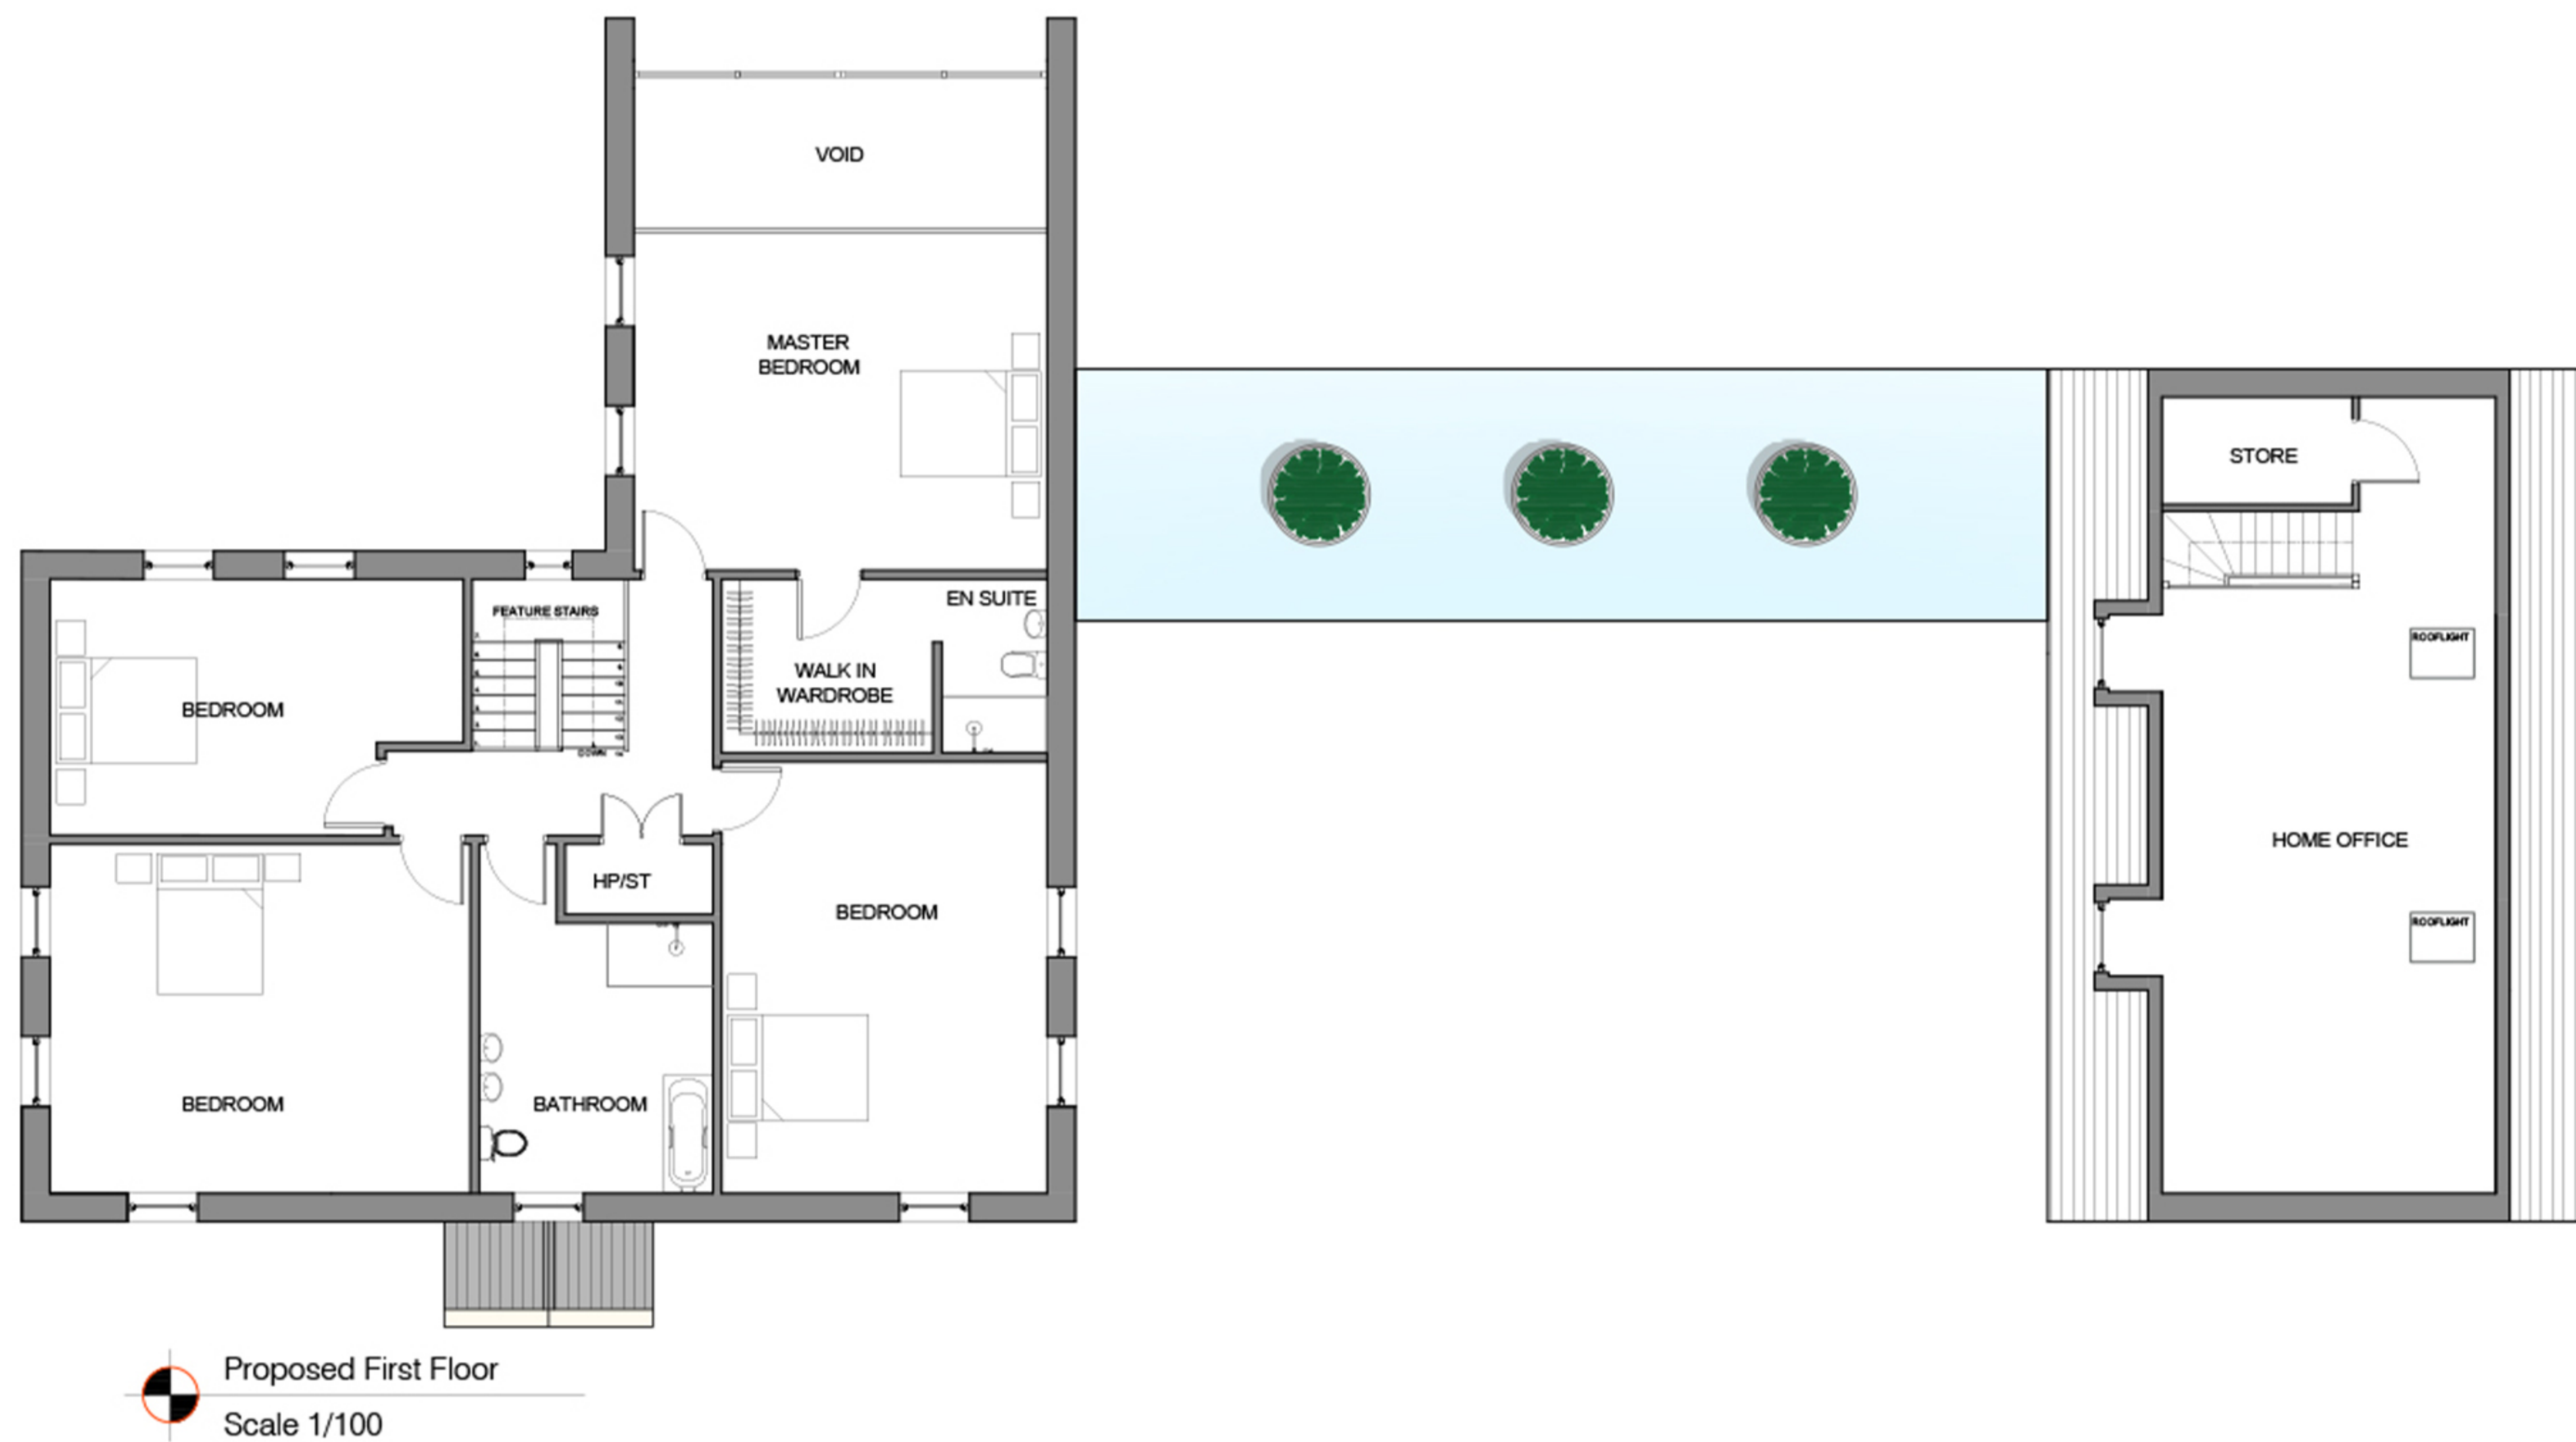 VOID
MASTER
BEDROOM
STORE
EN SUITE
FEATURE STAIRS
ROOFLIGHT
WALK IN
WARDROBE
BEDROOM
DOWN
HOME OFFICE
HP/ST
BEDROOM
ROOFLIGHT
BEDROOM
BATHROOM
Proposed First Floor
Scale 1/100